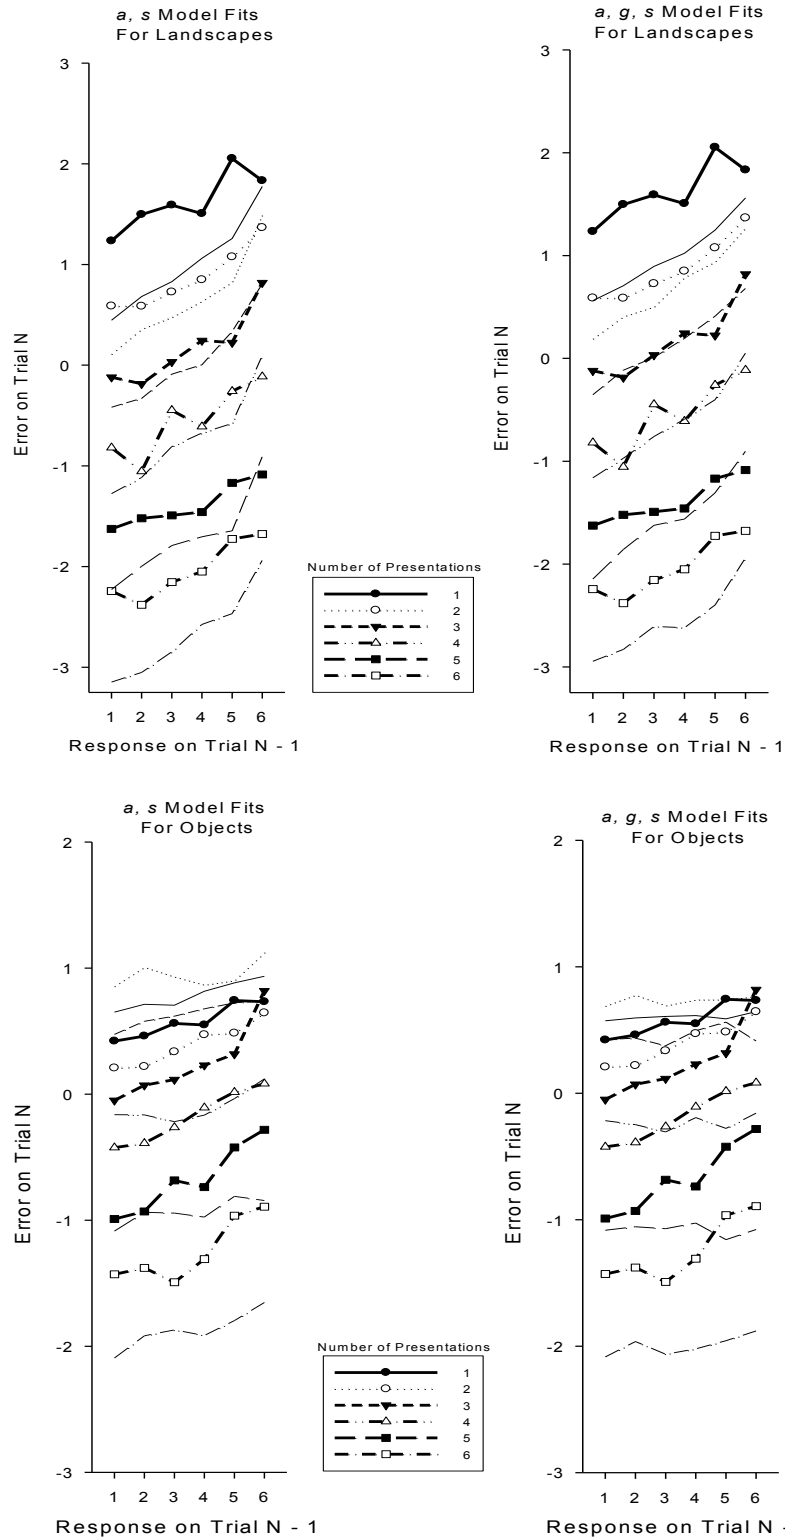 a, s Model Fits
For Landscapes
3
2
1
0
-1
-2
-3
Error on Trial N
1 2 3 4 5 6
Response on Trial N - 1
a, g, s Model Fits
For Landscapes
3
2
1
0
-1
-2
-3
Error on Trial N
1 2 3 4 5 6
Response on Trial N - 1
Number of Presentations
1
2
3
4
5
6
a, s Model Fits
For Objects
2
1
0
-1
-2
-3
Error on Trial N
1 2 3 4 5 6
Response on Trial N - 1
a, g, s Model Fits
For Objects
2
1
0
-1
-2
-3
Error on Trial N
1 2 3 4 5 6
Response on Trial N -
Number of Presentations
1
2
3
4
5
6